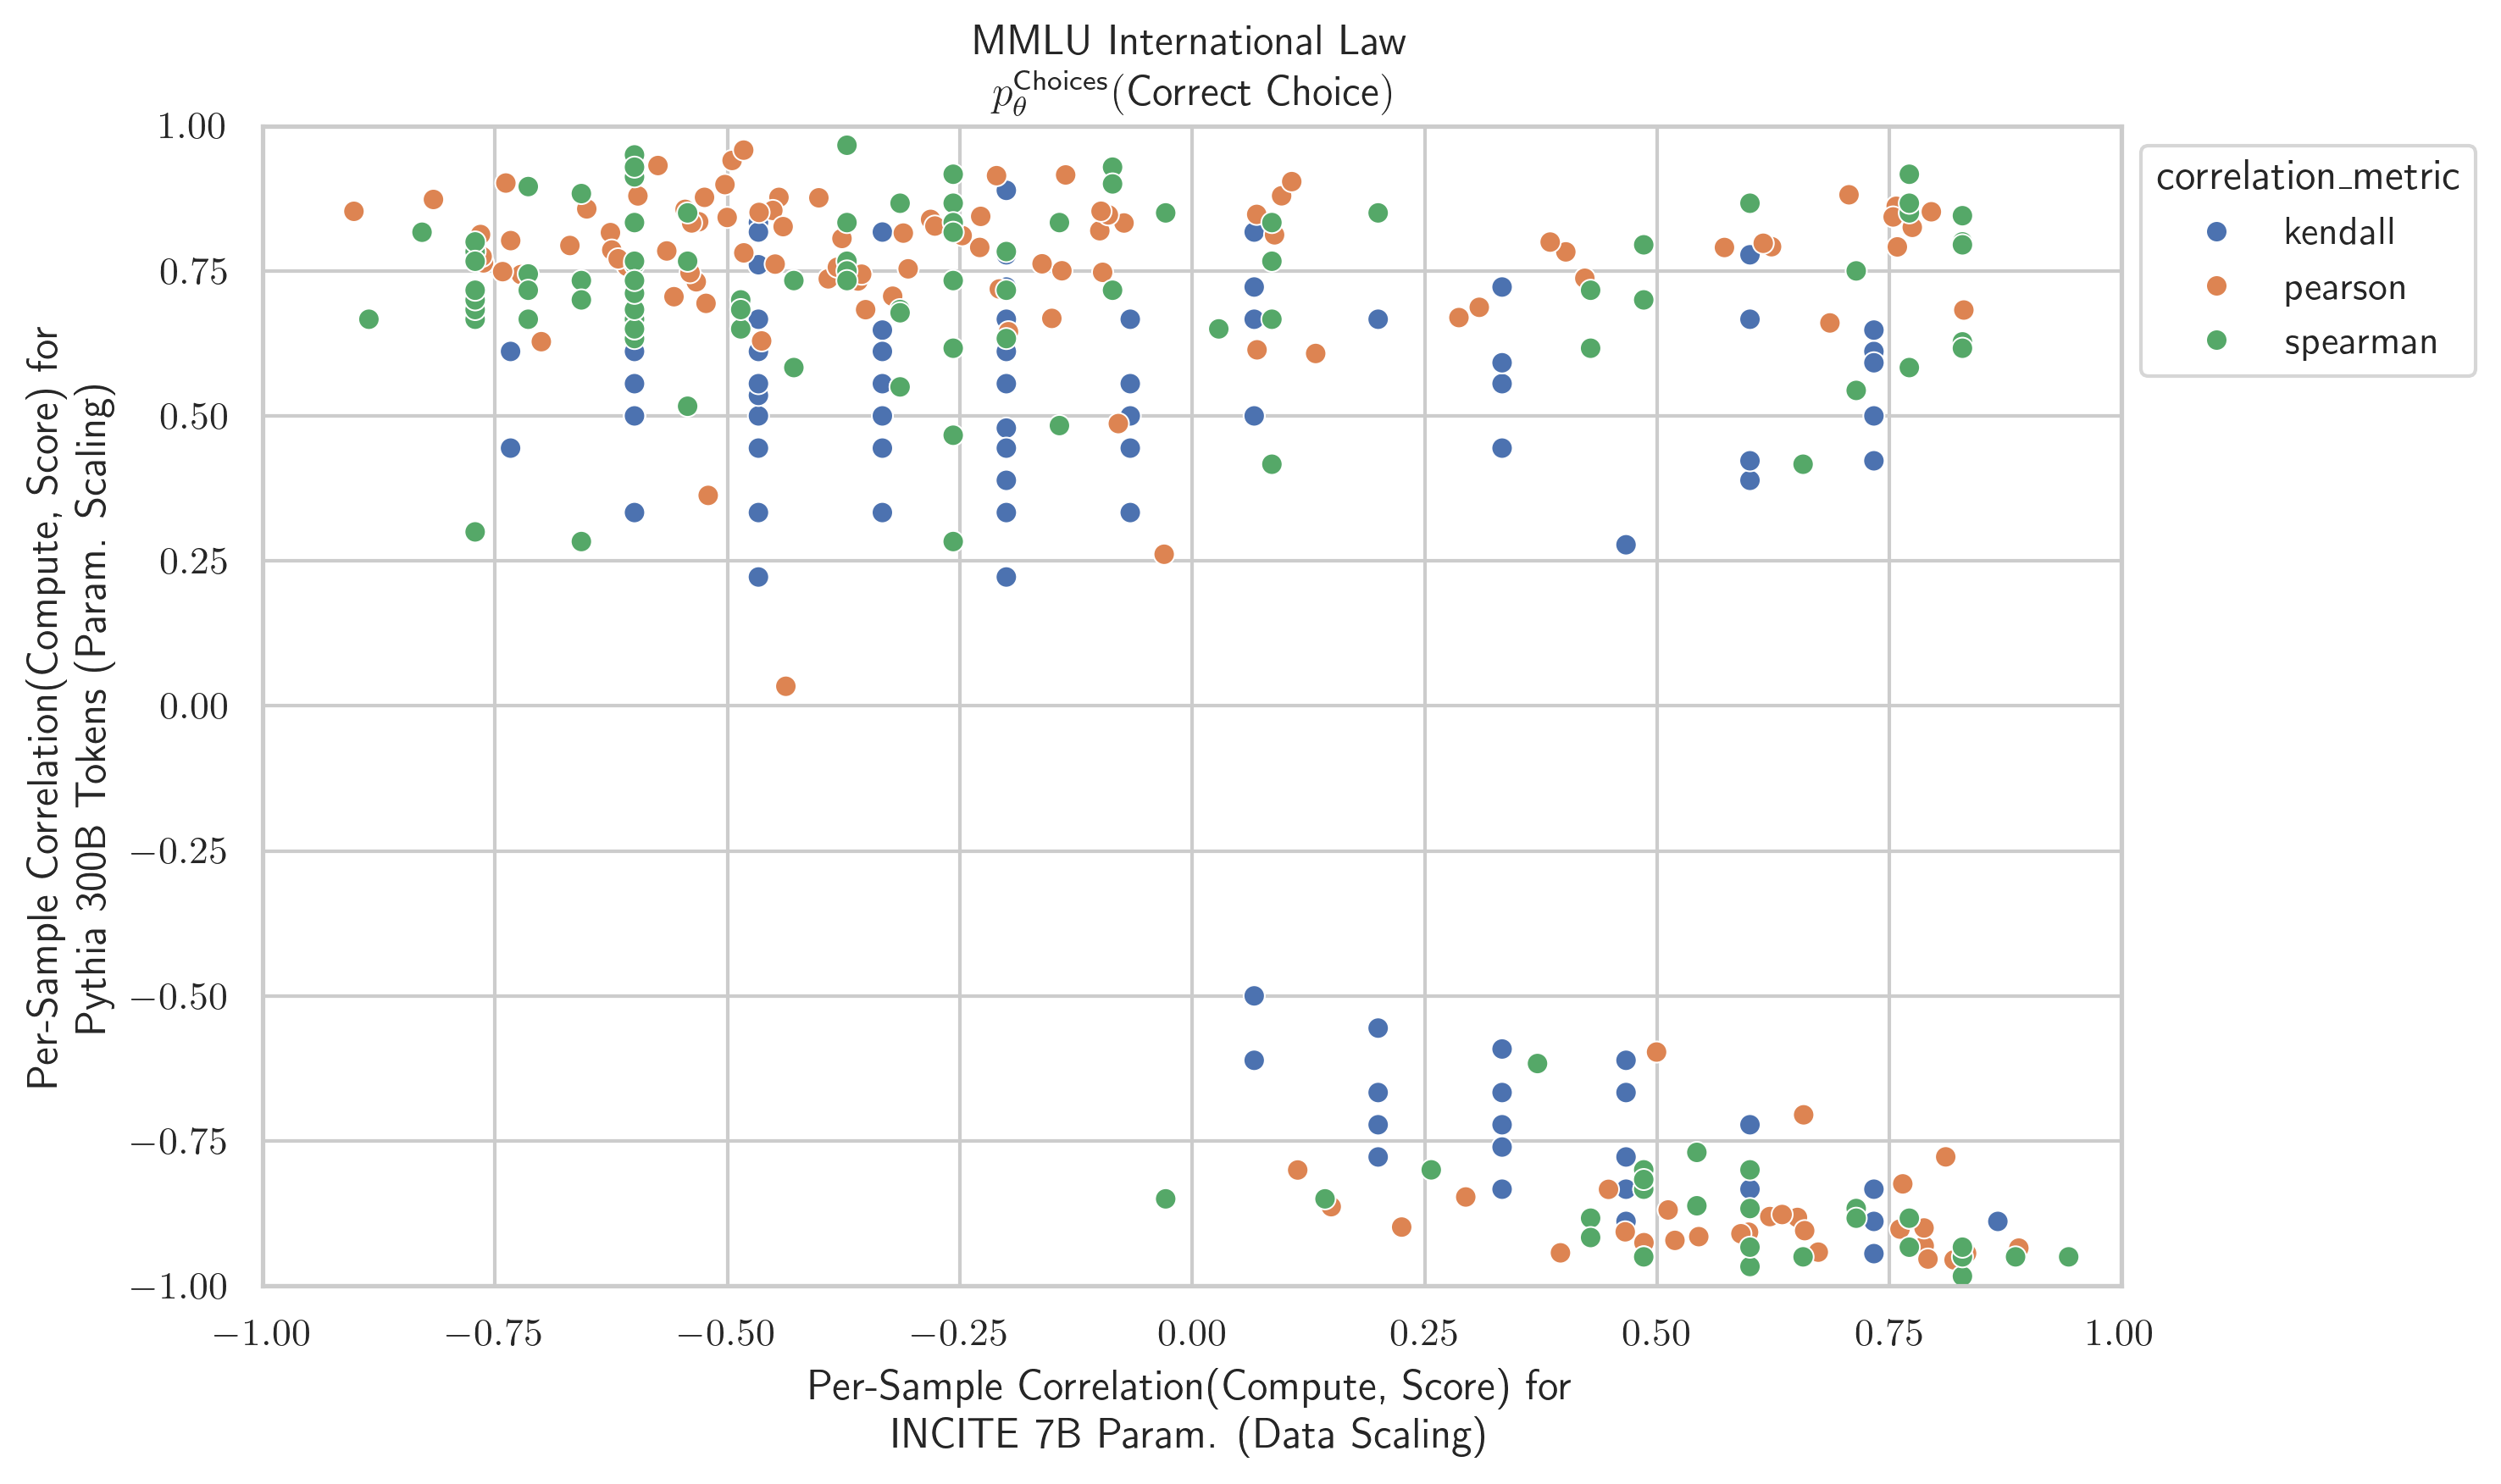 MMLU International Law
p_θ^Choices(Correct Choice)
Per-Sample Correlation(Compute, Score) for
Pythia 300B Tokens (Param. Scaling)
1.00
0.75
0.50
0.25
0.00
−0.25
−0.50
−0.75
−1.00
−1.00 −0.75 −0.50 −0.25 0.00 0.25 0.50 0.75 1.00
Per-Sample Correlation(Compute, Score) for
INCITE 7B Param. (Data Scaling)
correlation_metric
kendall
pearson
spearman